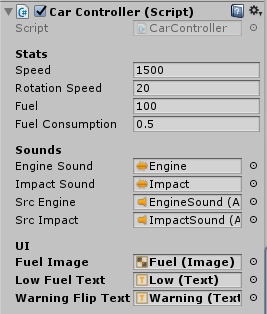 Car Controller (Script)
Script CarController
Stats
Speed 1500
Rotation Speed 20
Fuel 100
Fuel Consumption 0.5
Sounds
Engine Sound Engine
Impact Sound Impact
Src Engine EngineSound (A
Src Impact ImpactSound (A
UI
Fuel Image Fuel (Image)
Low Fuel Text Low (Text)
Warning Flip Text Warning (Text